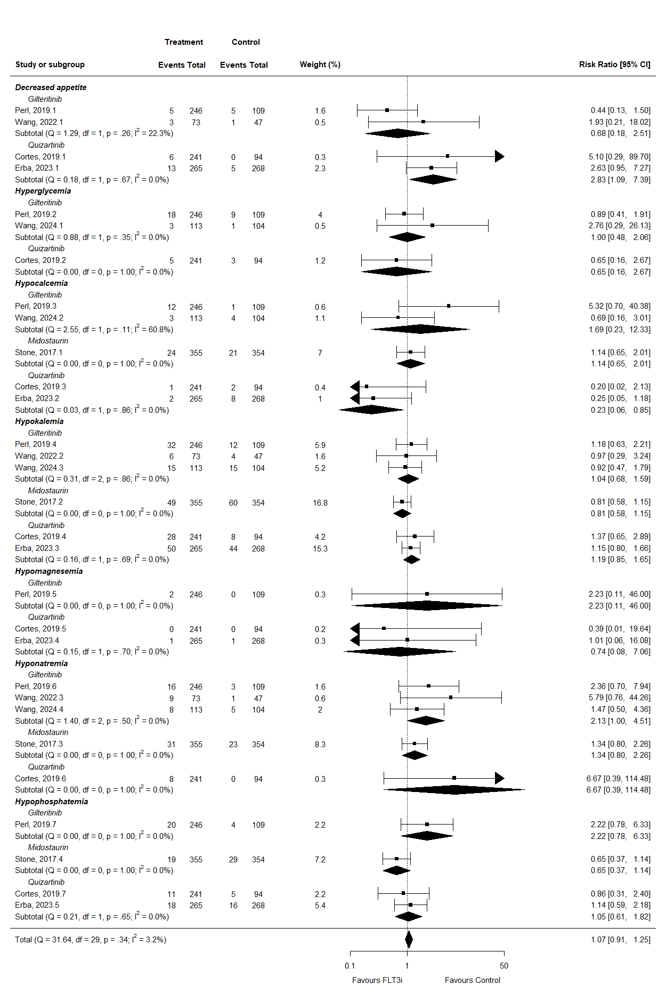 Treatment Control
Study or subgroup Events Total Events Total Weight (%) Risk Ratio [95% CI]
Decreased appetite
Gilteritinib
Perl, 2019.1 5 246 5 109 1.6 0.44 [0.13, 1.50]
Wang, 2022.1 3 73 1 47 0.5 1.93 [0.21, 18.02]
Subtotal (Q = 1.29, df = 1, p = .26; I² = 22.3%) 0.68 [0.18, 2.51]
Quizartinib
Cortes, 2019.1 6 241 0 94 0.3 5.10 [0.29, 89.70]
Erba, 2023.1 13 265 5 268 2.3 2.63 [0.95, 7.27]
Subtotal (Q = 0.18, df = 1, p = .67; I² = 0.0%) 2.83 [1.09, 7.39]
Hyperglycemia
Gilteritinib
Perl, 2019.2 18 246 9 109 4 0.89 [0.41, 1.91]
Wang, 2024.1 3 113 1 104 0.5 2.76 [0.29, 26.13]
Subtotal (Q = 0.88, df = 1, p = .35; I² = 0.0%) 1.00 [0.48, 2.06]
Quizartinib
Cortes, 2019.2 5 241 3 94 1.2 0.65 [0.16, 2.67]
Subtotal (Q = 0.00, df = 0, p = 1.00; I² = 0.0%) 0.65 [0.16, 2.67]
Hypocalcemia
Gilteritinib
Perl, 2019.3 12 246 1 109 0.6 5.32 [0.70, 40.38]
Wang, 2024.2 3 113 4 104 1.1 0.69 [0.16, 3.01]
Subtotal (Q = 2.55, df = 1, p = .11; I² = 60.8%) 1.69 [0.23, 12.33]
Midostaurin
Stone, 2017.1 24 355 21 354 7 1.14 [0.65, 2.01]
Subtotal (Q = 0.00, df = 0, p = 1.00; I² = 0.0%) 1.14 [0.65, 2.01]
Quizartinib
Cortes, 2019.3 1 241 2 94 0.4 0.20 [0.02, 2.13]
Erba, 2023.2 2 265 8 268 1 0.25 [0.05, 1.18]
Subtotal (Q = 0.03, df = 1, p = .86; I² = 0.0%) 0.23 [0.06, 0.85]
Hypokalemia
Gilteritinib
Perl, 2019.4 32 246 12 109 5.9 1.18 [0.63, 2.21]
Wang, 2022.2 6 73 4 47 1.6 0.97 [0.29, 3.24]
Wang, 2024.3 15 113 15 104 5.2 0.92 [0.47, 1.79]
Subtotal (Q = 0.31, df = 2, p = .86; I² = 0.0%) 1.04 [0.68, 1.59]
Midostaurin
Stone, 2017.2 49 355 60 354 16.8 0.81 [0.58, 1.15]
Subtotal (Q = 0.00, df = 0, p = 1.00; I² = 0.0%) 0.81 [0.58, 1.15]
Quizartinib
Cortes, 2019.4 28 241 8 94 4.2 1.37 [0.65, 2.89]
Erba, 2023.3 50 265 44 268 15.3 1.15 [0.80, 1.66]
Subtotal (Q = 0.16, df = 1, p = .69; I² = 0.0%) 1.19 [0.85, 1.65]
Hypomagnesemia
Gilteritinib
Perl, 2019.5 2 246 0 109 0.3 2.23 [0.11, 46.00]
Subtotal (Q = 0.00, df = 0, p = 1.00; I² = 0.0%) 2.23 [0.11, 46.00]
Quizartinib
Cortes, 2019.5 0 241 0 94 0.2 0.39 [0.01, 19.64]
Erba, 2023.4 1 265 1 268 0.3 1.01 [0.06, 16.08]
Subtotal (Q = 0.15, df = 1, p = .70; I² = 0.0%) 0.74 [0.08, 7.06]
Hyponatremia
Gilteritinib
Perl, 2019.6 16 246 3 109 1.6 2.36 [0.70, 7.94]
Wang, 2022.3 9 73 1 47 0.6 5.79 [0.76, 44.26]
Wang, 2024.4 8 113 5 104 2 1.47 [0.50, 4.36]
Subtotal (Q = 1.40, df = 2, p = .50; I² = 0.0%) 2.13 [1.00, 4.51]
Midostaurin
Stone, 2017.3 31 355 23 354 8.3 1.34 [0.80, 2.26]
Subtotal (Q = 0.00, df = 0, p = 1.00; I² = 0.0%) 1.34 [0.80, 2.26]
Quizartinib
Cortes, 2019.6 8 241 0 94 0.3 6.67 [0.39, 114.48]
Subtotal (Q = 0.00, df = 0, p = 1.00; I² = 0.0%) 6.67 [0.39, 114.48]
Hypophosphatemia
Gilteritinib
Perl, 2019.7 20 246 4 109 2.2 2.22 [0.78, 6.33]
Subtotal (Q = 0.00, df = 0, p = 1.00; I² = 0.0%) 2.22 [0.78, 6.33]
Midostaurin
Stone, 2017.4 19 355 29 354 7.2 0.65 [0.37, 1.14]
Subtotal (Q = 0.00, df = 0, p = 1.00; I² = 0.0%) 0.65 [0.37, 1.14]
Quizartinib
Cortes, 2019.7 11 241 5 94 2.2 0.86 [0.31, 2.40]
Erba, 2023.5 18 265 16 268 5.4 1.14 [0.59, 2.18]
Subtotal (Q = 0.21, df = 1, p = .65; I² = 0.0%) 1.05 [0.61, 1.82]
Total (Q = 31.64, df = 29, p = .34; I² = 3.2%) 1.07 [0.91, 1.25]
0.1 1 50
Favours FLT3i Favours Control